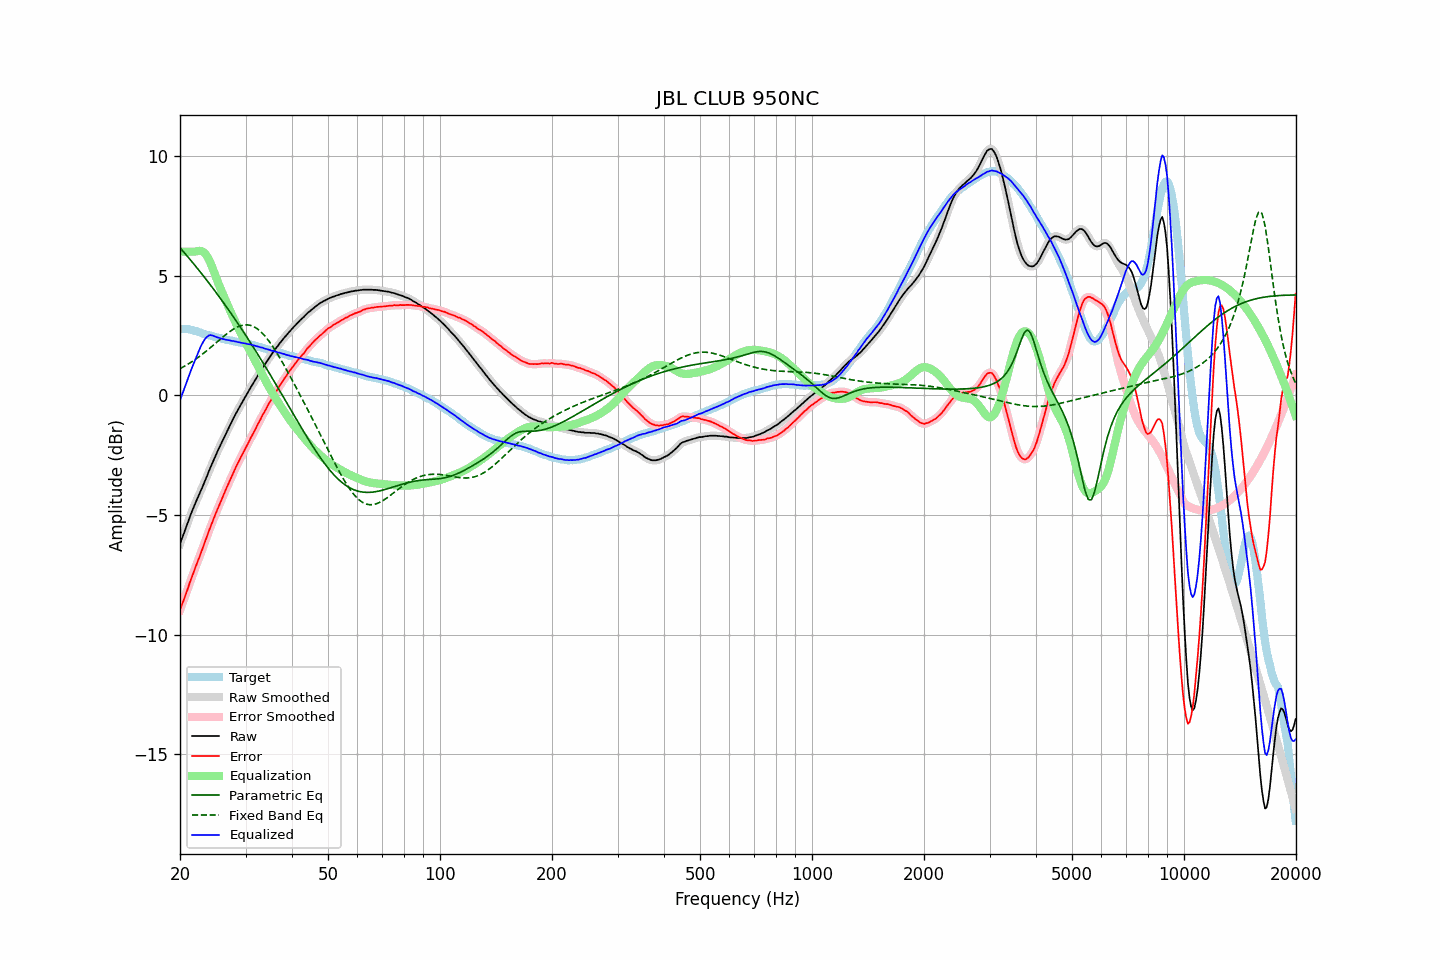 JBL CLUB 950NC
Amplitude (dBr)
10
5
0
−5
−10
−15
Target
Raw Smoothed
Error Smoothed
Raw
Error
Equalization
Parametric Eq
Fixed Band Eq
Equalized
20 50 100 200 500 1000 2000 5000 10000 20000
Frequency (Hz)